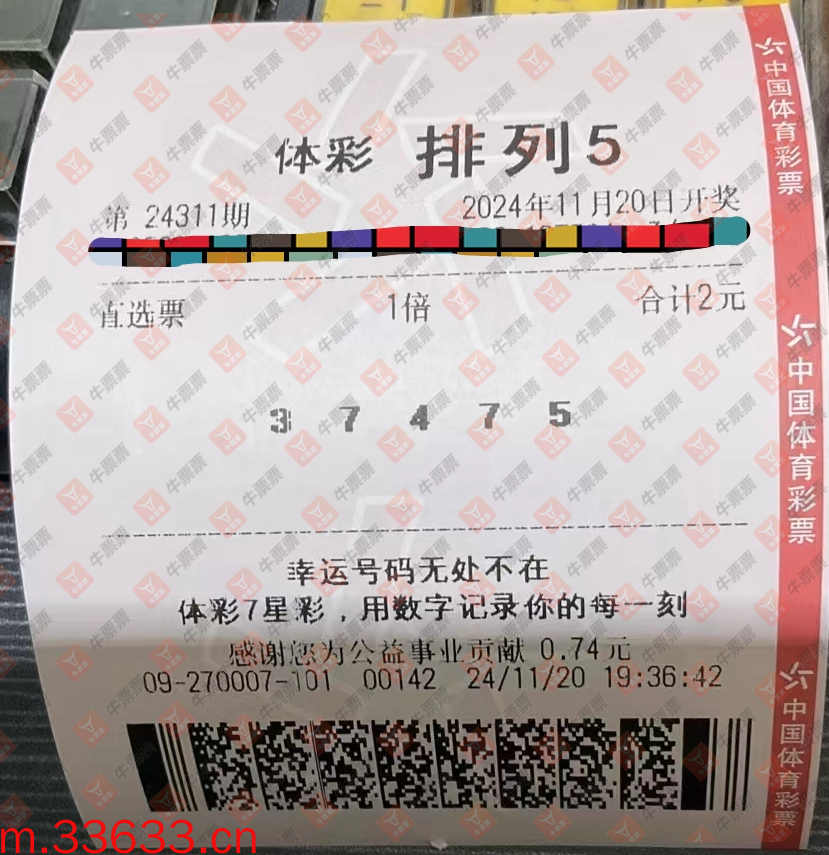 体彩 排列5
第 24311期 2024年11月20日开奖
直选票 1倍 合计2元
3 7 4 7 5
幸运号码无处不在
体彩7星彩，用数字记录你的每一刻
感谢您为公益事业贡献 0.74元
09-270007-101 00142 24/11/20 19:36:42
中国体育彩票
中国体育彩票
中国体育彩票
牛票票
m.33633.cn